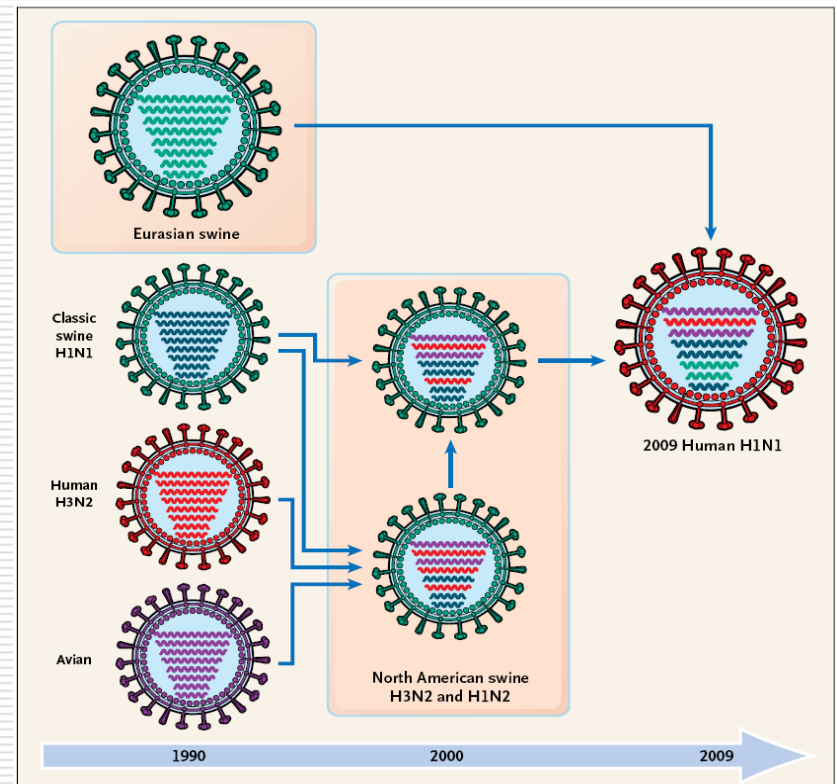 Eurasian swine
Classic
swine
H1N1
Human
H3N2
Avian
North American swine
H3N2 and H1N2
2009 Human H1N1
1990
2000
2009